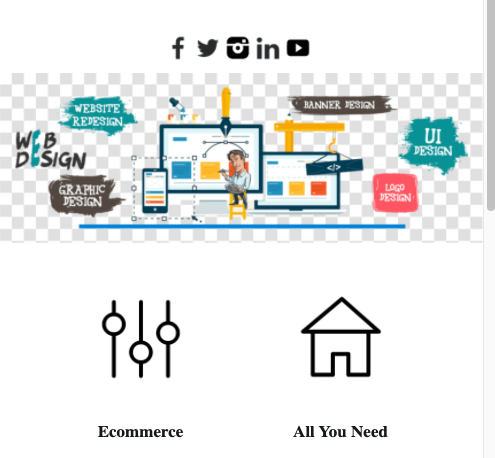 WEBSITE
REDESIGN
BANNER DESIGN
WEB
DESIGN
UI
DESIGN
</>
GRAPHIC
DESIGN
LOGO
DESIGN
Ecommerce
All You Need